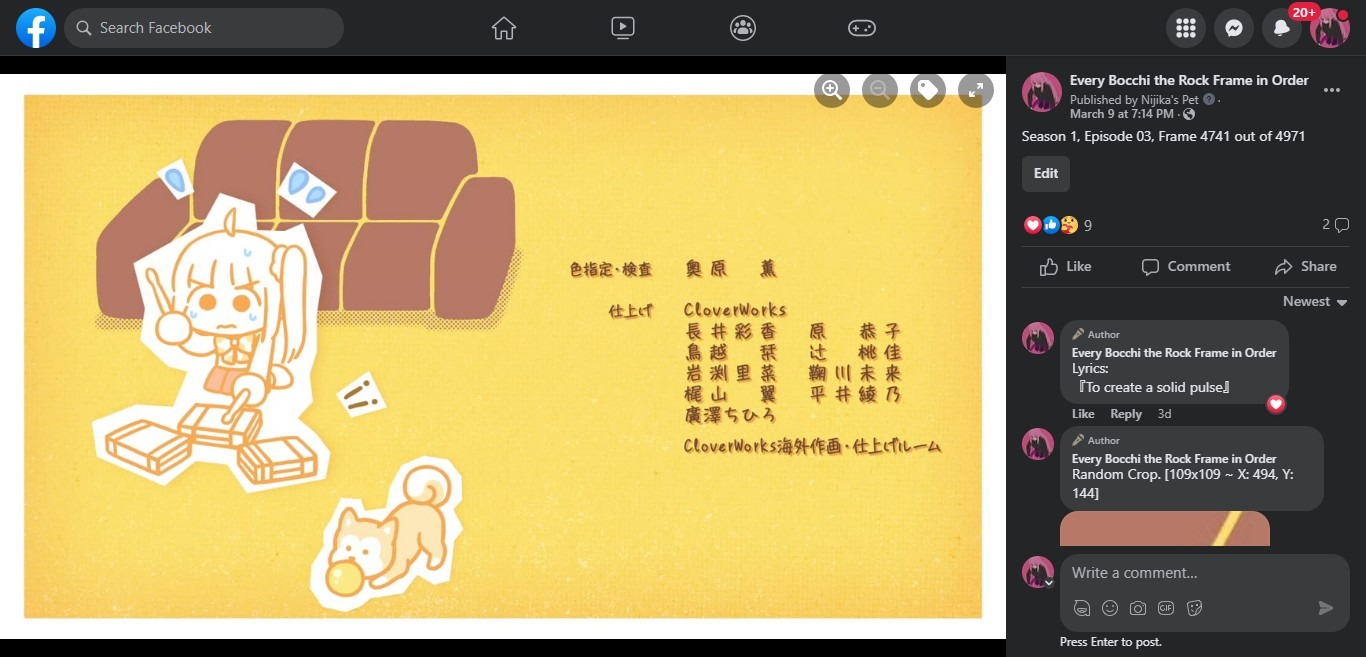 Search Facebook
20+
色指定・検査 奥原 薫
仕上げ CloverWorks
長井彩香 原 恭子
鳥越 栞 辻 桃佳
岩渕里菜 鞠川未来
梶山 翼 平井綾乃
廣澤ちひろ
CloverWorks海外作画・仕上げルーム
Every Bocchi the Rock Frame in Order
Published by Nijika's Pet ·
March 9 at 7:14 PM ·
Season 1, Episode 03, Frame 4741 out of 4971
Edit
9
2
Like Comment Share
Newest
Author
Every Bocchi the Rock Frame in Order
Lyrics:
『To create a solid pulse』
Like Reply 3d
Author
Every Bocchi the Rock Frame in Order
Random Crop. [109x109 ~ X: 494, Y:
144]
Write a comment...
GIF
Press Enter to post.